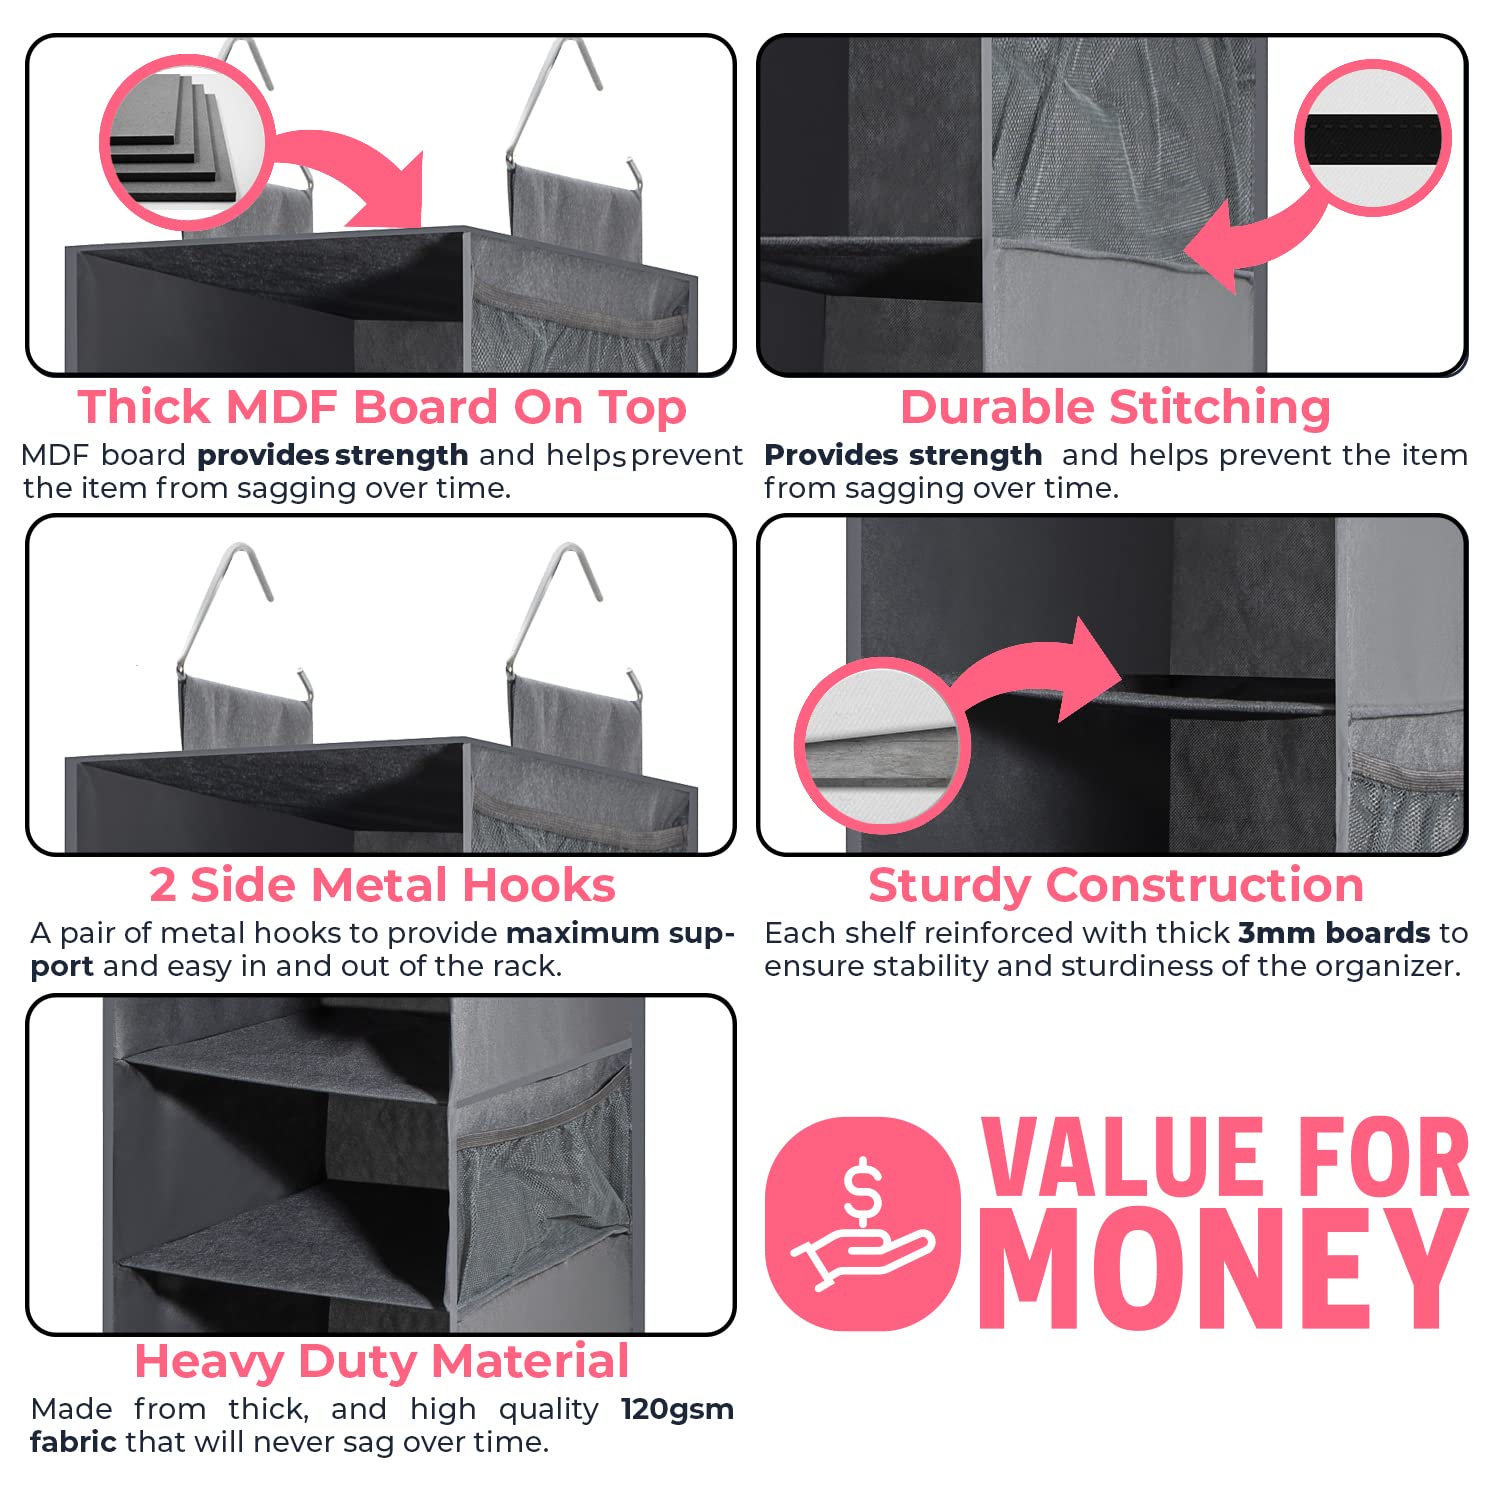 Thick MDF Board On Top
MDF board provides strength and helps prevent
the item from sagging over time.
Durable Stitching
Provides strength and helps prevent the item
from sagging over time.
2 Side Metal Hooks
A pair of metal hooks to provide maximum sup-
port and easy in and out of the rack.
Sturdy Construction
Each shelf reinforced with thick 3mm boards to
ensure stability and sturdiness of the organizer.
Heavy Duty Material
Made from thick, and high quality 120gsm
fabric that will never sag over time.
$
VALUE FOR
MONEY